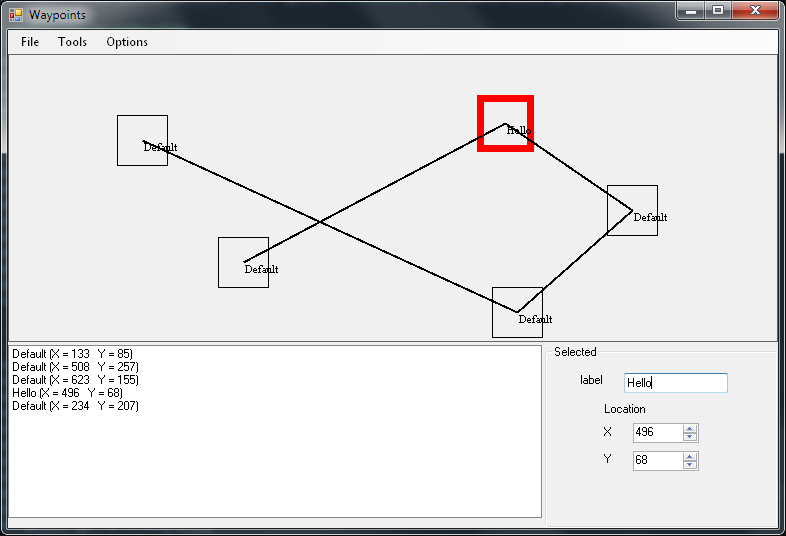 Waypoints
File Tools Options
Hello
Default
Default
Default
Default
Default (X = 133 Y = 85)
Default (X = 508 Y = 257)
Default (X = 623 Y = 155)
Hello (X = 496 Y = 68)
Default (X = 234 Y = 207)
Selected
label Hello
Location
X 496
Y 68